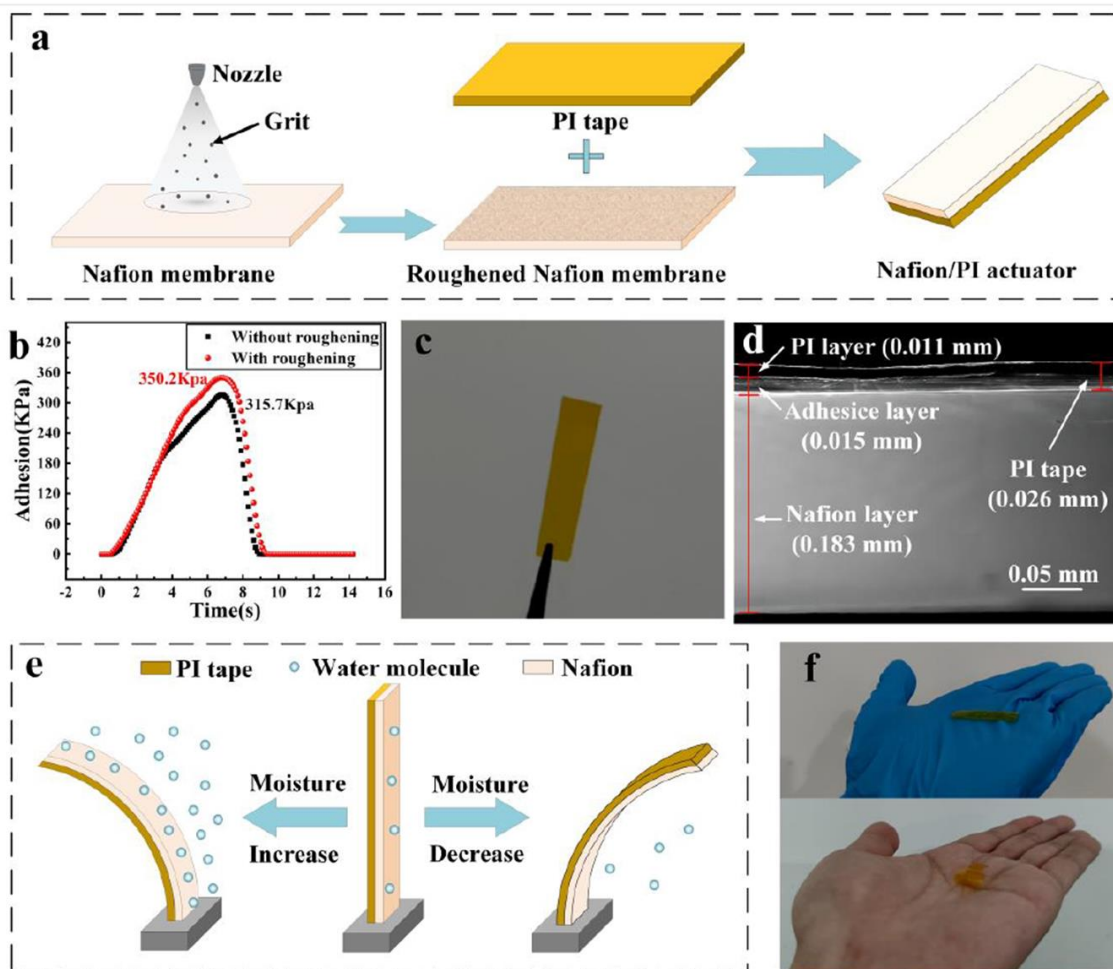 a
Nozzle
Grit
PI tape
Nafion membrane
Roughened Nafion membrane
Nafion/PI actuator
b
Without roughening
With roughening
350.2Kpa
315.7Kpa
Adhesion(KPa)
420
360
300
240
180
120
60
0
-2 0 2 4 6 8 10 12 14 16
Time(s)
c
d
PI layer (0.011 mm)
Adhesice layer
(0.015 mm)
PI tape
(0.026 mm)
Nafion layer
(0.183 mm)
0.05 mm
e
PI tape Water molecule Nafion
Moisture
Increase
Moisture
Decrease
f